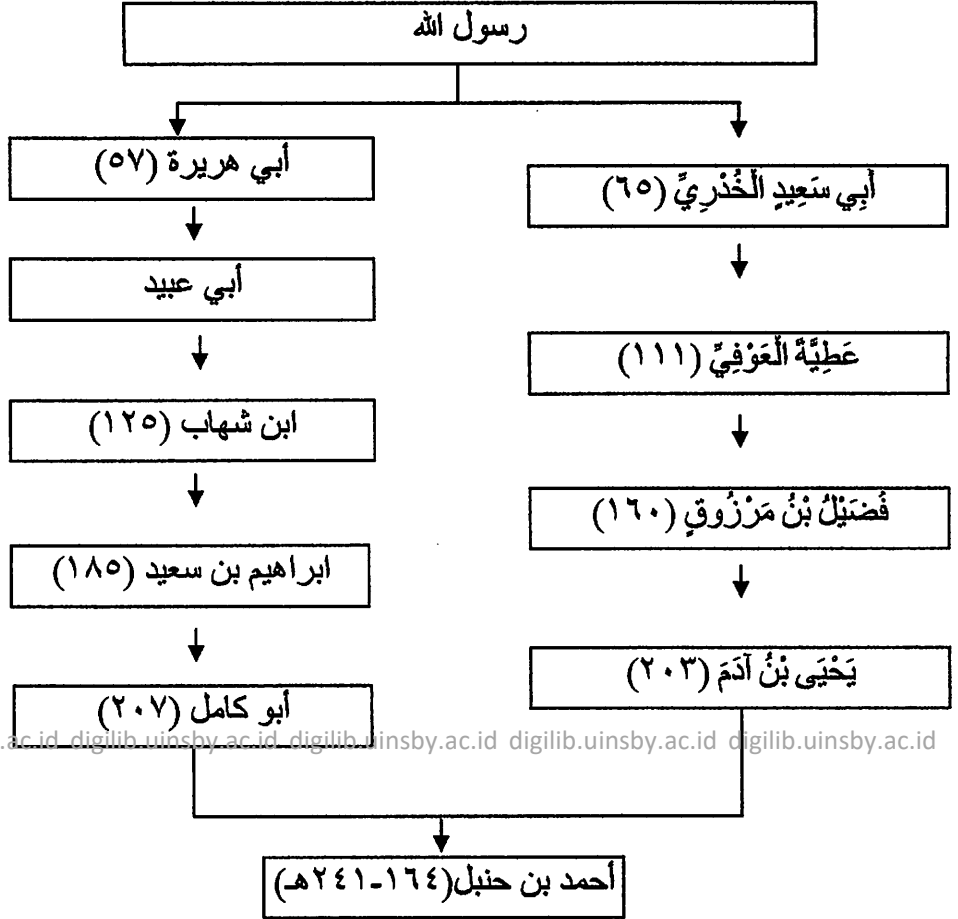 رسول الله
أبي هريرة (٥٧)
أَبِي سَعِيدٍ الْخُدْرِيِّ (٦٥)
أبي عبيد
عَطِيَّةَ الْعَوْفِيِّ (١١١)
ابن شهاب (١٢٥)
فُضَيْلُ بْنُ مَرْزُوقٍ (١٦٠)
ابراهيم بن سعيد (١٨٥)
يَحْيَى بْنُ آدَمَ (٢٠٣)
أبو كامل (٢٠٧)
.ac.id digilib.uinsby.ac.id digilib.uinsby.ac.id digilib.uinsby.ac.id digilib.uinsby.ac.id
أحمد بن حنبل(١٦٤-٢٤١هـ)